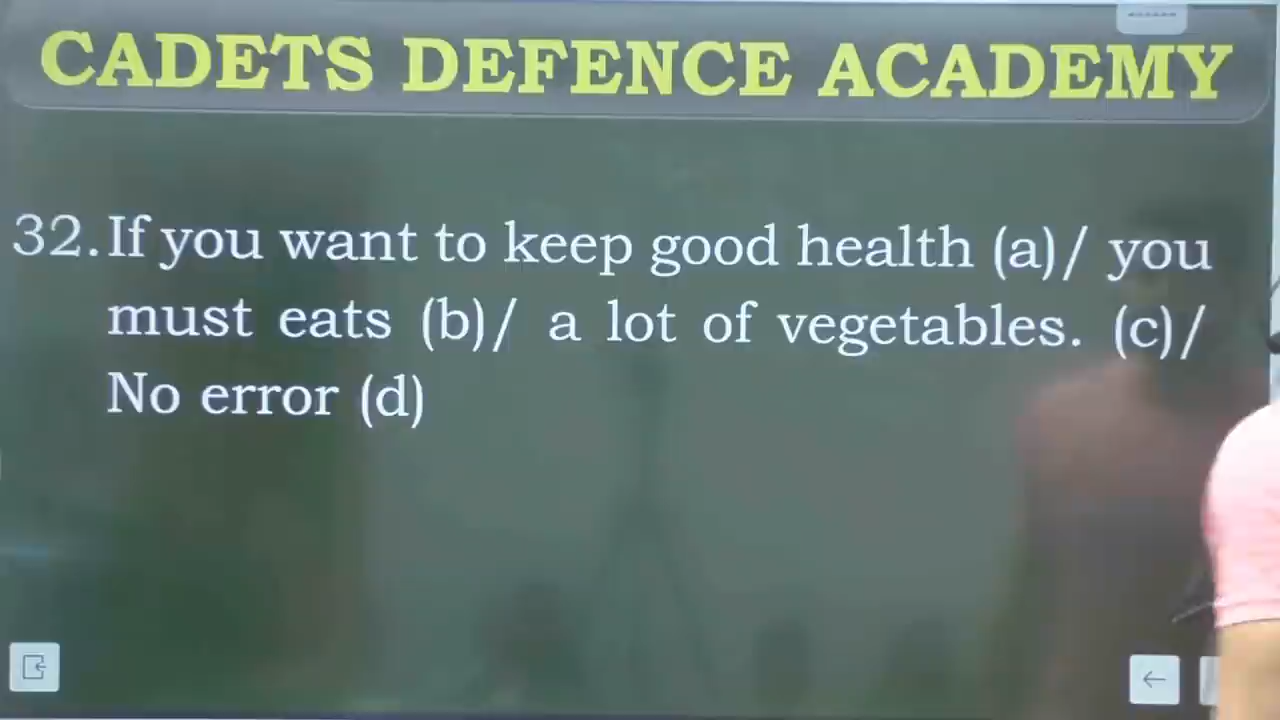 CADETS DEFENCE ACADEMY
32. If you want to keep good health (a)/ you
must eats (b)/ a lot of vegetables. (c)/
No error (d)